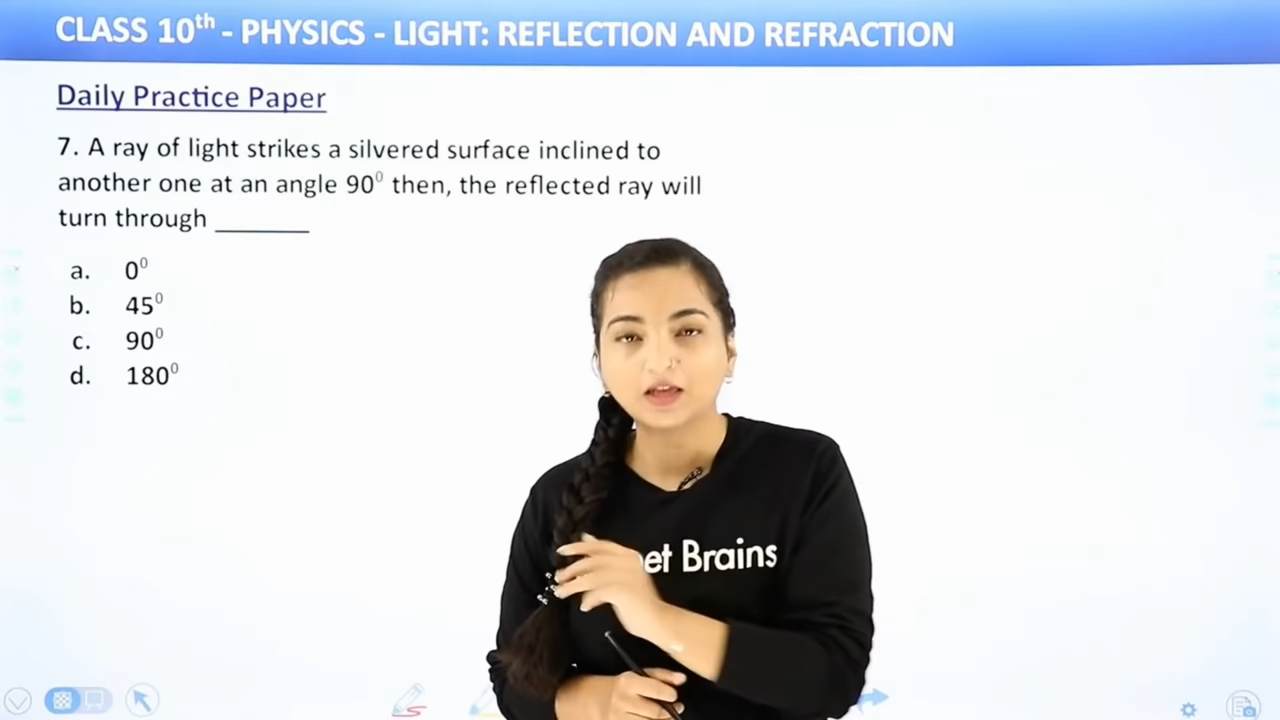 CLASS 10th - PHYSICS - LIGHT: REFLECTION AND REFRACTION
Daily Practice Paper
7. A ray of light strikes a silvered surface inclined to
another one at an angle 90⁰ then, the reflected ray will
turn through ________
a. 0⁰
b. 45⁰
c. 90⁰
d. 180⁰
et Brains